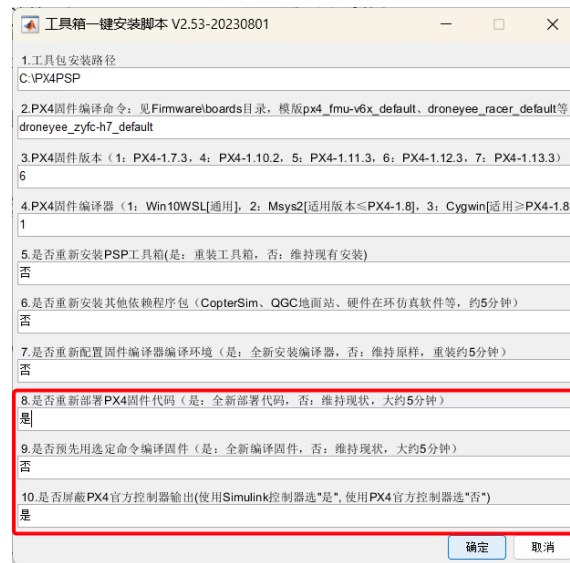 工具箱一键安装脚本 V2.53-20230801
1.工具包安装路径
C:\PX4PSP
2.PX4固件编译命令：见Firmware\boards目录，模版px4_fmu-v6x_default、droneyee_racer_default等
droneyee_zyfc-h7_default
3.PX4固件版本（1：PX4-1.7.3，4：PX4-1.10.2，5：PX4-1.11.3，6：PX4-1.12.3，7：PX4-1.13.3）
6
4.PX4固件编译器（1：Win10WSL[通用]，2：Msys2[适用版本≤PX4-1.8]，3：Cygwin[适用≥PX4-1.8
1
5.是否重新安装PSP工具箱(是：重装工具箱，否：维持现有安装)
否
6.是否重新安装其他依赖程序包（CopterSim、QGC地面站、硬件在环仿真软件等，约5分钟）
否
7.是否重新配置固件编译器编译环境（是：全新安装编译器，否：维持原样，重装约5分钟）
否
8.是否重新部署PX4固件代码（是：全新部署代码，否：维持现状，大约5分钟）
是
9.是否预先用选定命令编译固件（是：全新编译固件，否：维持现状，大约5分钟）
否
10.是否屏蔽PX4官方控制器输出(使用Simulink控制器选"是",使用PX4官方控制器选"否")
是
确定 取消